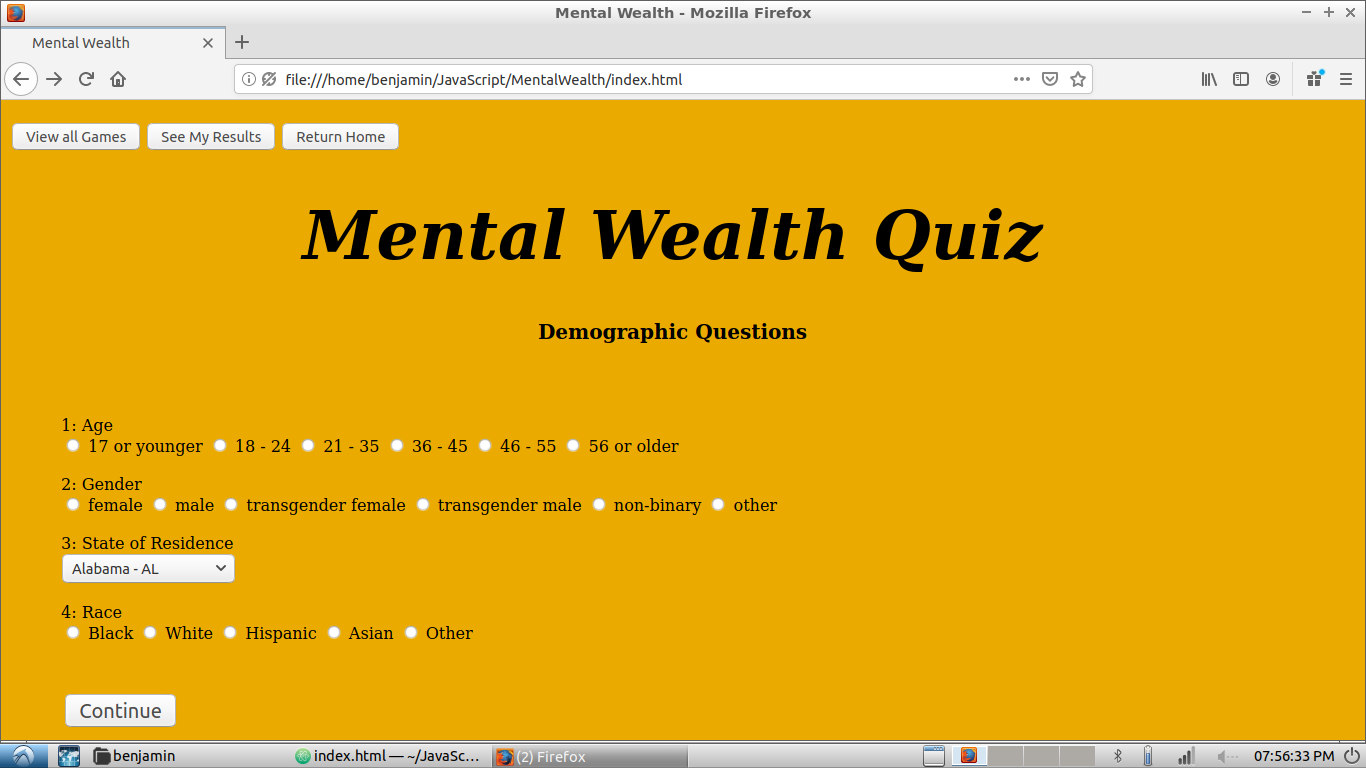 Mental Wealth - Mozilla Firefox
Mental Wealth
file:///home/benjamin/JavaScript/MentalWealth/index.html
View all Games See My Results Return Home
Mental Wealth Quiz
Demographic Questions
1: Age
17 or younger 18 - 24 21 - 35 36 - 45 46 - 55 56 or older
2: Gender
female male transgender female transgender male non-binary other
3: State of Residence
Alabama - AL
4: Race
Black White Hispanic Asian Other
Continue
benjamin index.html — ~/JavaSc... (2) Firefox 07:56:33 PM